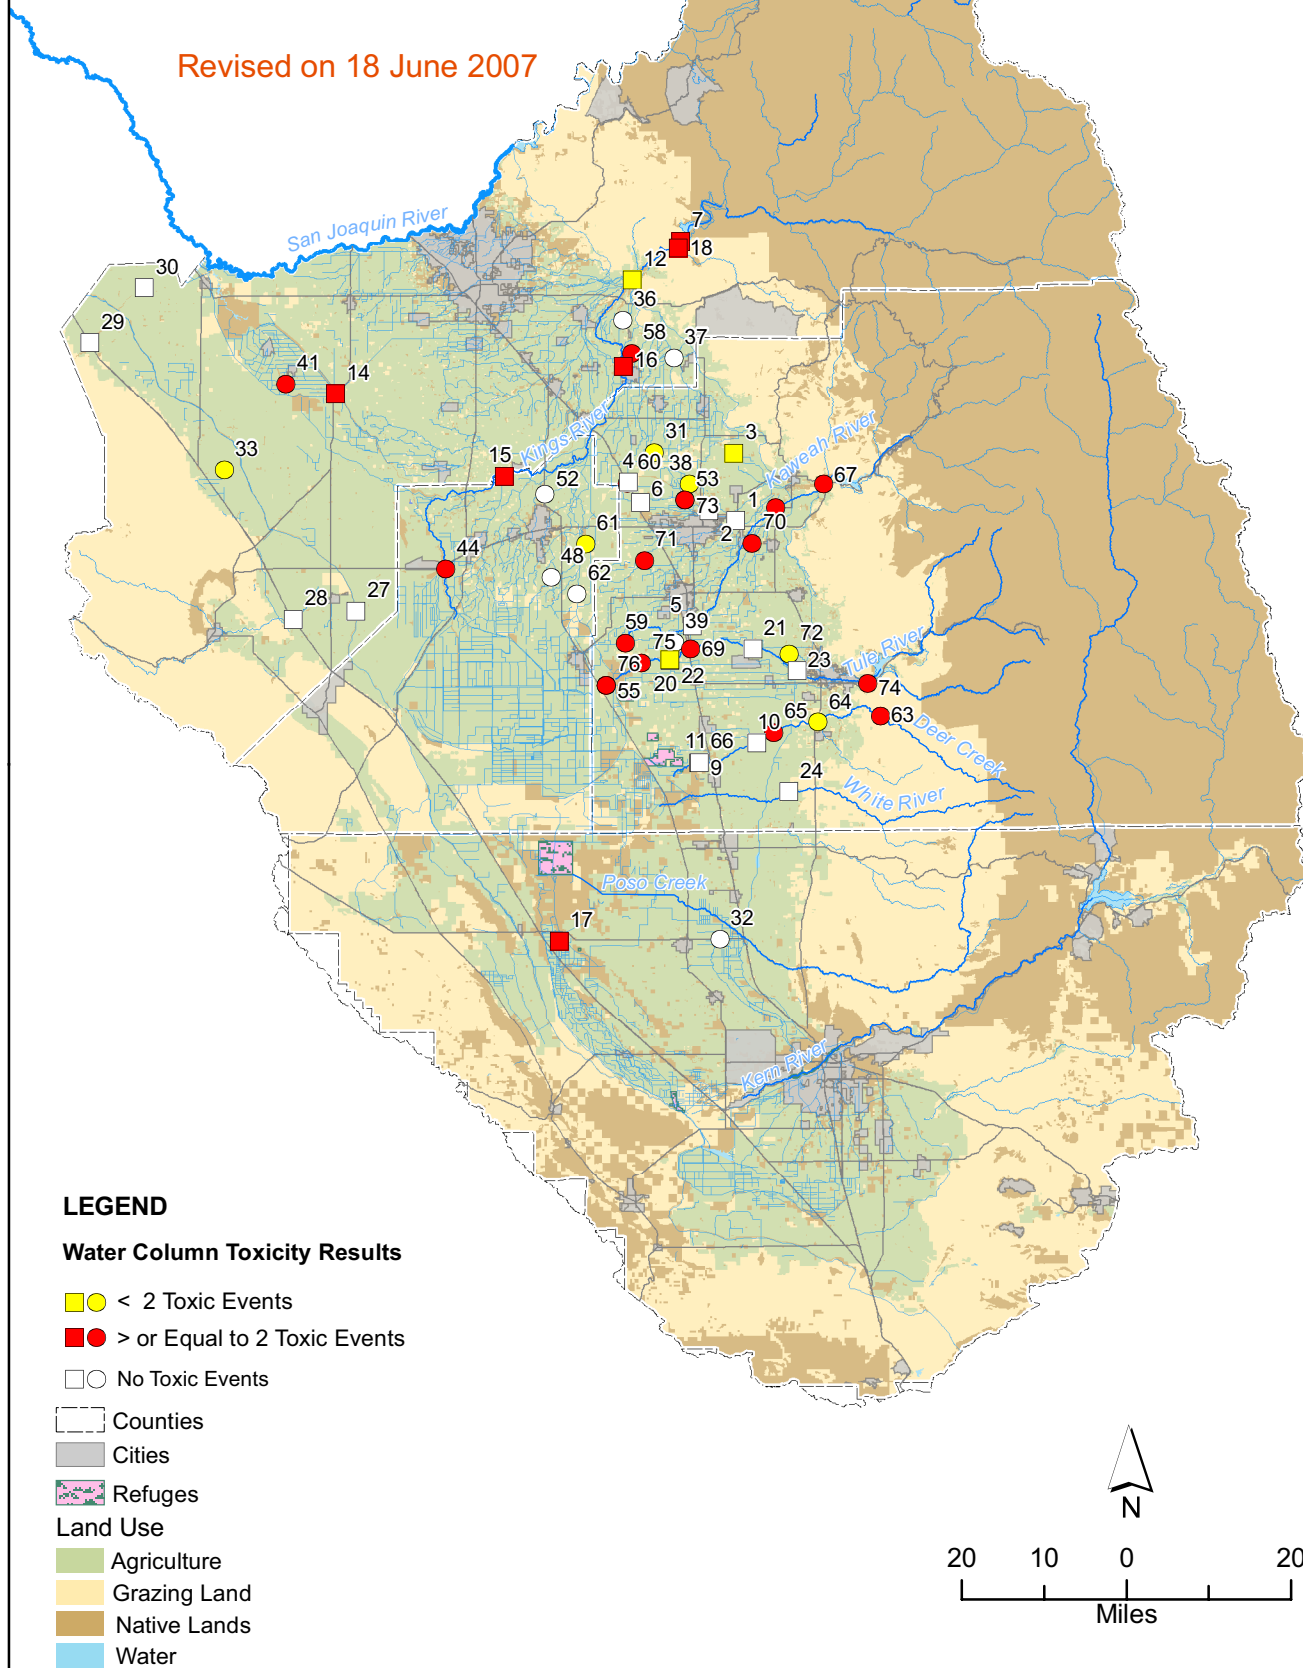 Revised on 18 June 2007
San Joaquin River
7
18
12
30
36
29
58
37
16
41
14
Kings River
31
3
Kaweah River
33
15
4
60
38
53
67
52
6
73
1
61
2
70
71
44
48
62
28
27
5
59
39
75
21
72
69
23
Tule River
76
20
22
55
74
65
64
63
10
Deer Creek
11
66
9
24
White River
Poso Creek
17
32
Kern River
LEGEND
Water Column Toxicity Results
< 2 Toxic Events
> or Equal to 2 Toxic Events
No Toxic Events
Counties
Cities
Refuges
Land Use
Agriculture
Grazing Land
Native Lands
Water
N
20 10 0 20
Miles